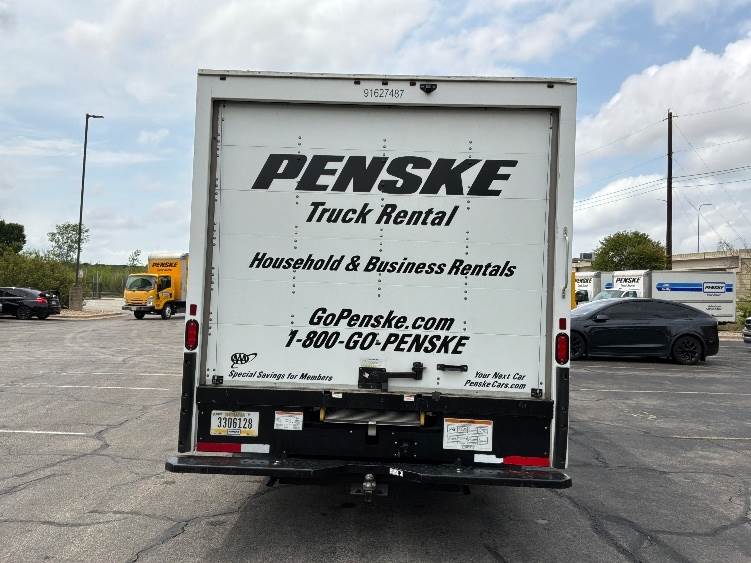 91627487
PENSKE
Truck Rental
Household & Business Rentals
GoPenske.com
1-800-GO-PENSKE
AAA
Special Savings for Members
Your Next Car
PenskeCars.com
3306128
PENSKE
PENSKE
PENSKE